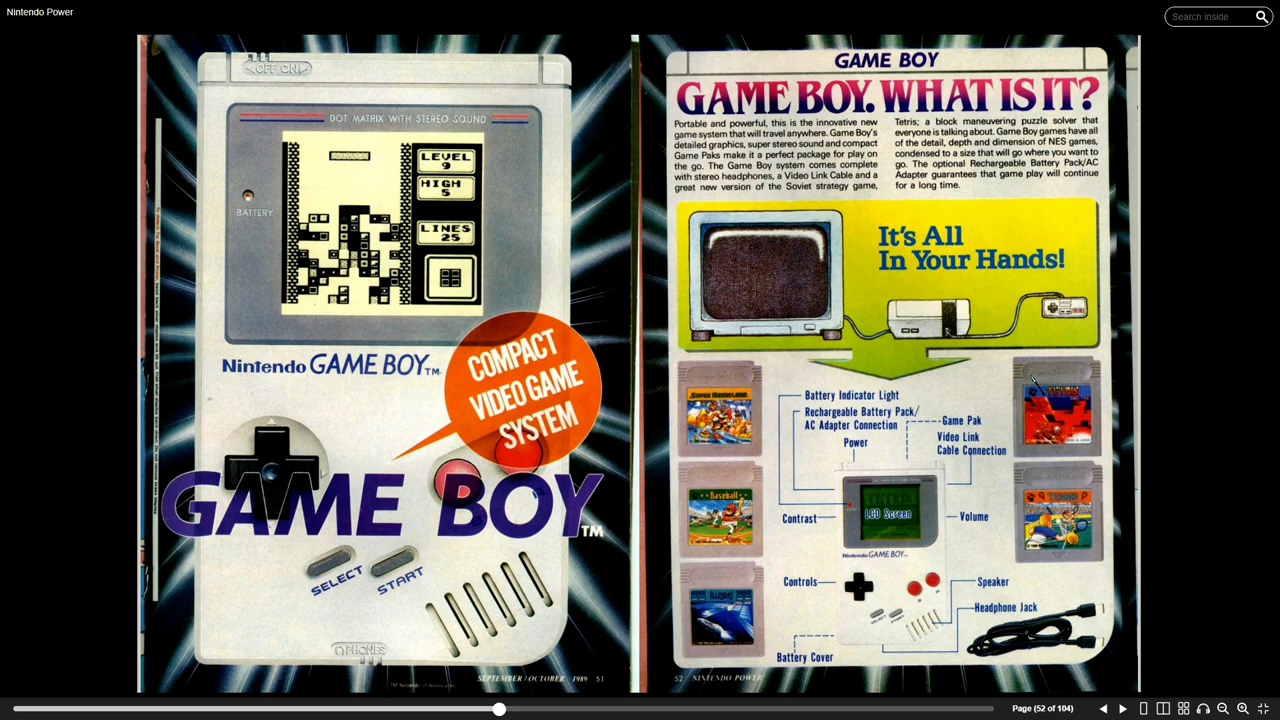 Nintendo Power
Search inside
OFF ON
DOT MATRIX WITH STEREO SOUND
BATTERY
LEVEL
9
HIGH
5
LINES
25
Nintendo GAME BOY TM
COMPACT
VIDEO GAME
SYSTEM
GAME BOY TM
SELECT
START
PHONES
SEPTEMBER/OCTOBER 1989 51
GAME BOY
GAME BOY. WHAT IS IT?
Portable and powerful, this is the innovative new
game system that will travel anywhere. Game Boy's
detailed graphics, super stereo sound and compact
Game Paks make it a perfect package for play on
the go. The Game Boy system comes complete
with stereo headphones, a Video Link Cable and a
great new version of the Soviet strategy game,
Tetris; a block maneuvering puzzle solver that
everyone is talking about. Game Boy games have all
of the detail, depth and dimension of NES games,
condensed to a size that will go where you want to
go. The optional Rechargeable Battery Pack/AC
Adapter guarantees that game play will continue
for a long time.
It's All
In Your Hands!
SUPER MARIO LAND
Baseball
TENNIS
Battery Indicator Light
Rechargeable Battery Pack/
AC Adapter Connection
Power
Game Pak
Video Link
Cable Connection
Contrast
LCD Screen
Volume
Nintendo GAME BOY
Controls
Speaker
Headphone Jack
Battery Cover
52 NINTENDO POWER
Page (52 of 104)